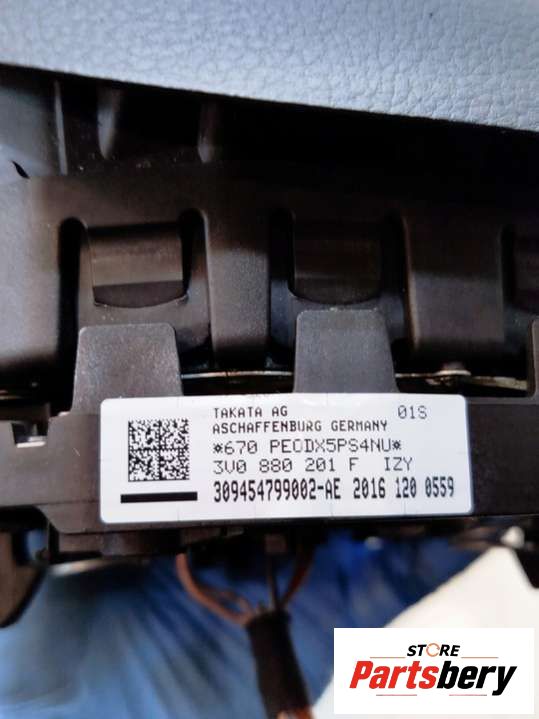 TAKATA AG 01S
ASCHAFFENBURG GERMANY
*670 PEODX5PS4NU*
3V0 880 201 F IZY
309454799002-AE 2016 120 0559
STORE
Partsbery